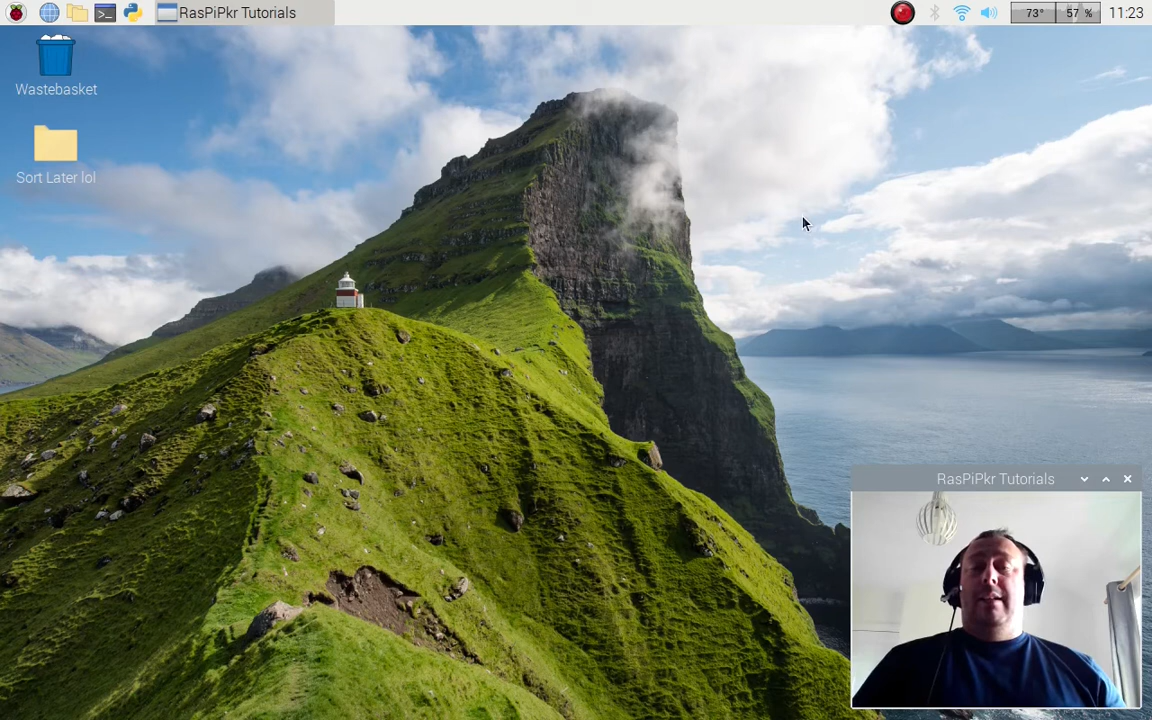 RasPiPkr Tutorials
73° 57 % 11:23
Wastebasket
Sort Later lol
RasPiPkr Tutorials